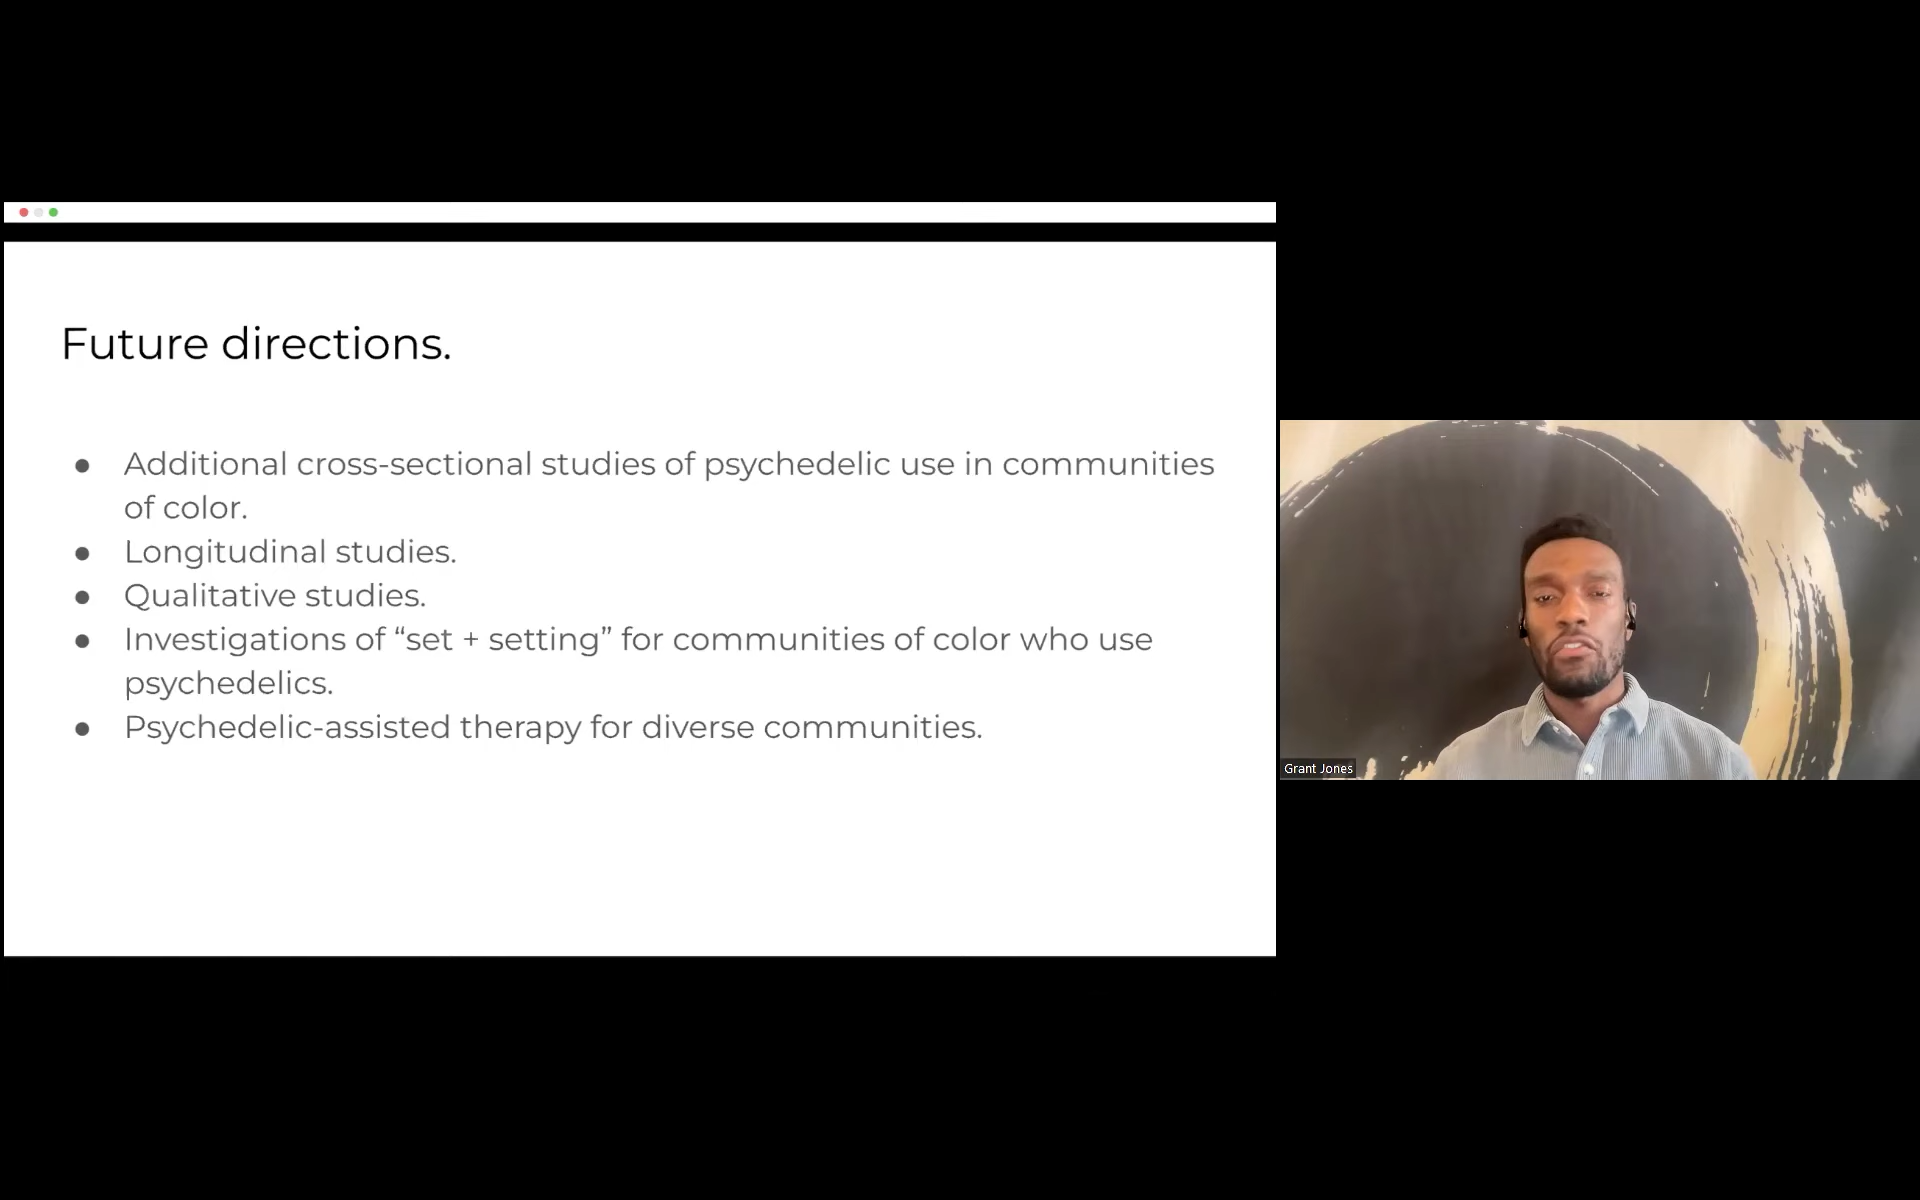 Future directions.
● Additional cross-sectional studies of psychedelic use in communities
of color.
● Longitudinal studies.
● Qualitative studies.
● Investigations of “set + setting” for communities of color who use
psychedelics.
● Psychedelic-assisted therapy for diverse communities.
Grant Jones